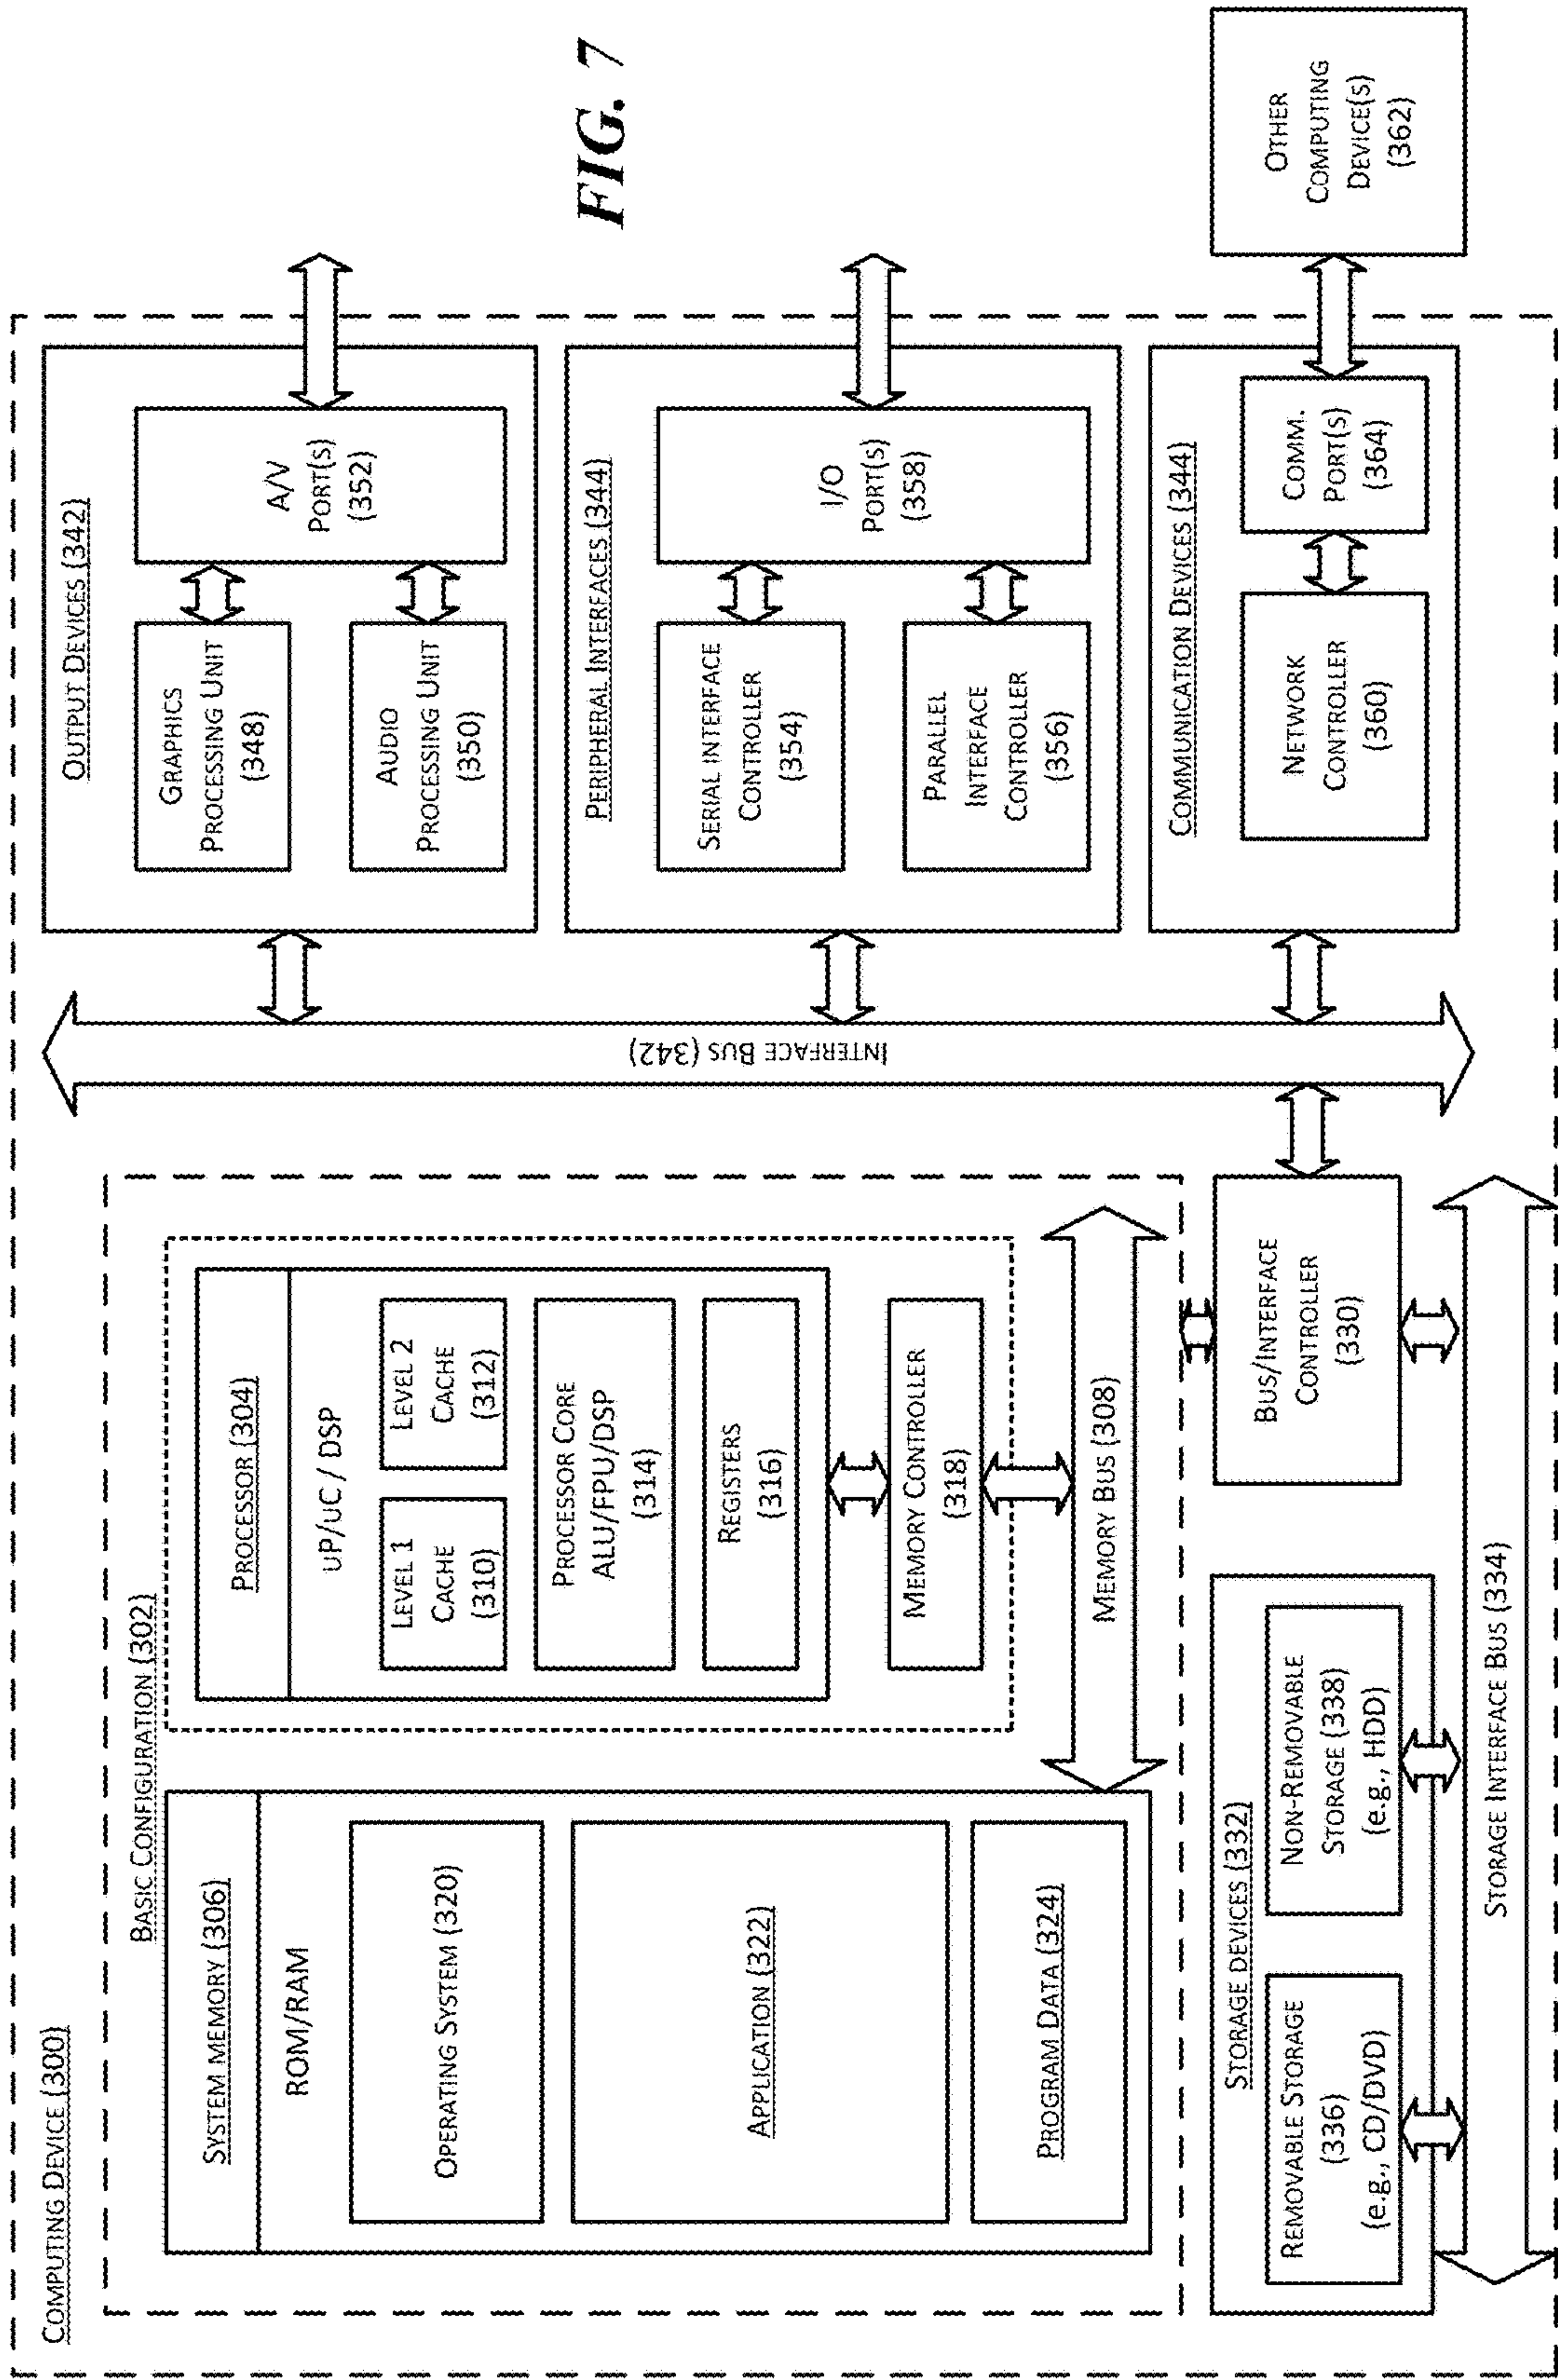 COMPUTING DEVICE (300)
BASIC CONFIGURATION (302)
SYSTEM MEMORY (306)
ROM/RAM
OPERATING SYSTEM (320)
APPLICATION (322)
PROGRAM DATA (324)
PROCESSOR (304)
uP/uC / DSP
LEVEL 1
CACHE
(310)
LEVEL 2
CACHE
(312)
PROCESSOR CORE
ALU/FPU/DSP
(314)
REGISTERS
(316)
MEMORY CONTROLLER
(318)
MEMORY BUS (308)
STORAGE DEVICES (332)
REMOVABLE STORAGE
(336)
(e.g., CD/DVD)
NON-REMOVABLE
STORAGE (338)
(e.g., HDD)
BUS/INTERFACE
CONTROLLER
(330)
STORAGE INTERFACE BUS (334)
INTERFACE BUS (342)
OUTPUT DEVICES (342)
GRAPHICS
PROCESSING UNIT
(348)
AUDIO
PROCESSING UNIT
(350)
A/V
PORT(S)
(352)
PERIPHERAL INTERFACES (344)
SERIAL INTERFACE
CONTROLLER
(354)
PARALLEL
INTERFACE
CONTROLLER
(356)
I/O
PORT(S)
(358)
COMMUNICATION DEVICES (344)
NETWORK
CONTROLLER
(360)
COMM.
PORT(S)
(364)
OTHER
COMPUTING
DEVICE(S)
(362)
FIG. 7